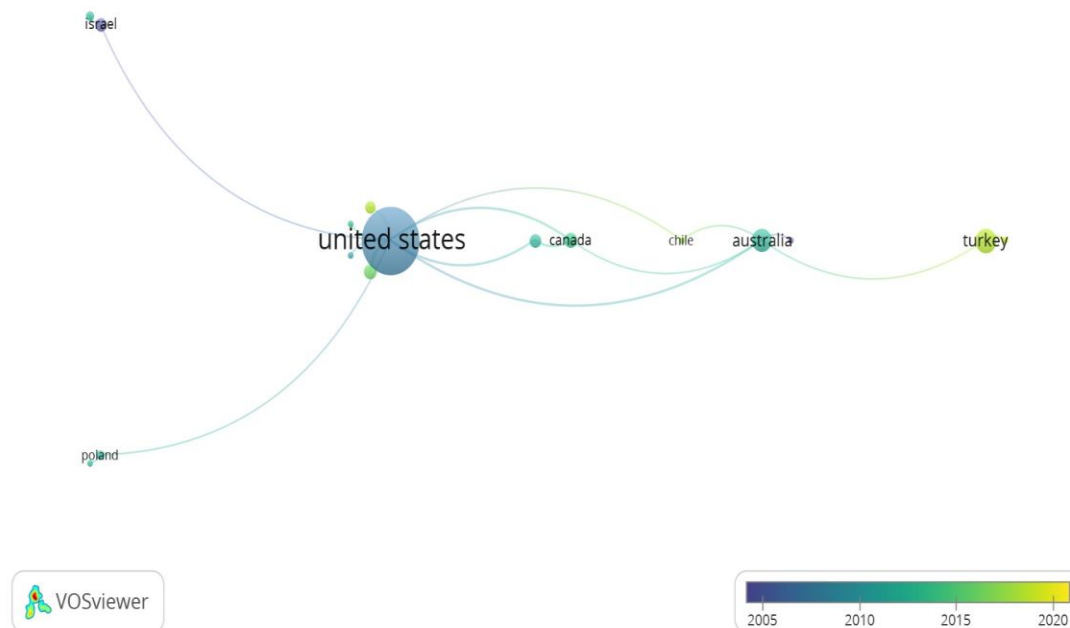 israel
united states
canada
chile
australia
turkey
poland
VOSviewer
2005
2010
2015
2020